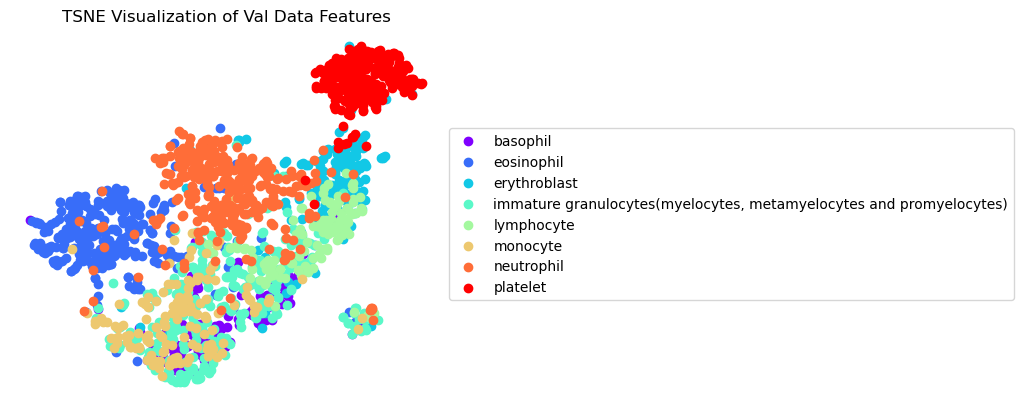 TSNE Visualization of Val Data Features
basophil
eosinophil
erythroblast
immature granulocytes(myelocytes, metamyelocytes and promyelocytes)
lymphocyte
monocyte
neutrophil
platelet